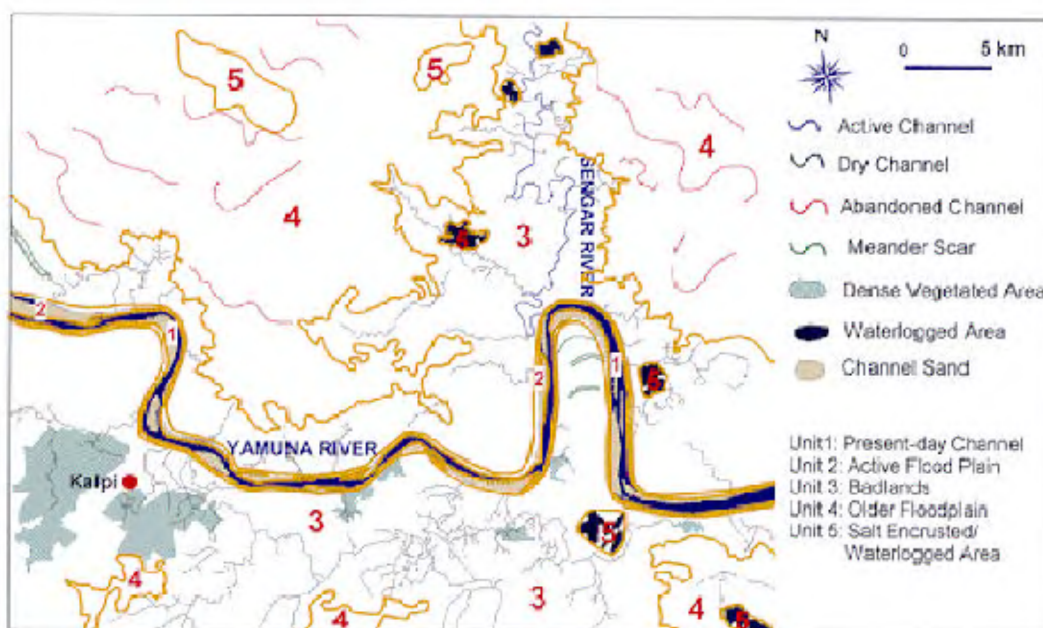 N
0 5 km
Active Channel
Dry Channel
Abandoned Channel
Meander Scar
Dense Vegetated Area
Waterlogged Area
Channel Sand
Unit1: Present-day Channel
Unit 2: Active Flood Plain
Unit 3: Badlands
Unit 4: Older Floodplain
Unit 5: Salt Encrusted/
Waterlogged Area
5
5
4
4
3
SENGAR RIVER
2
1
2
1
YAMUNA RIVER
Kalpi
3
5
4
4
3
4